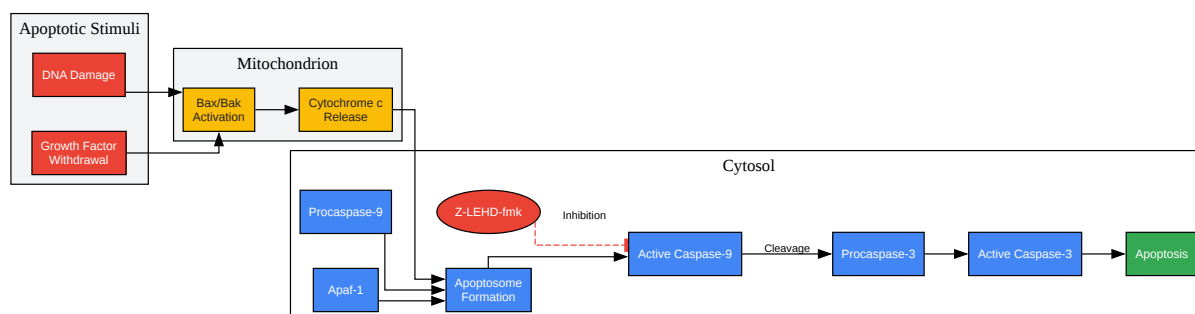 Apoptotic Stimuli
DNA Damage
Growth Factor
Withdrawal
Mitochondrion
Bax/Bak
Activation
Cytochrome c
Release
Cytosol
Procaspase-9
Apaf-1
Z-LEHD-fmk
Inhibition
Apoptosome
Formation
Active Caspase-9
Cleavage
Procaspase-3
Active Caspase-3
Apoptosis